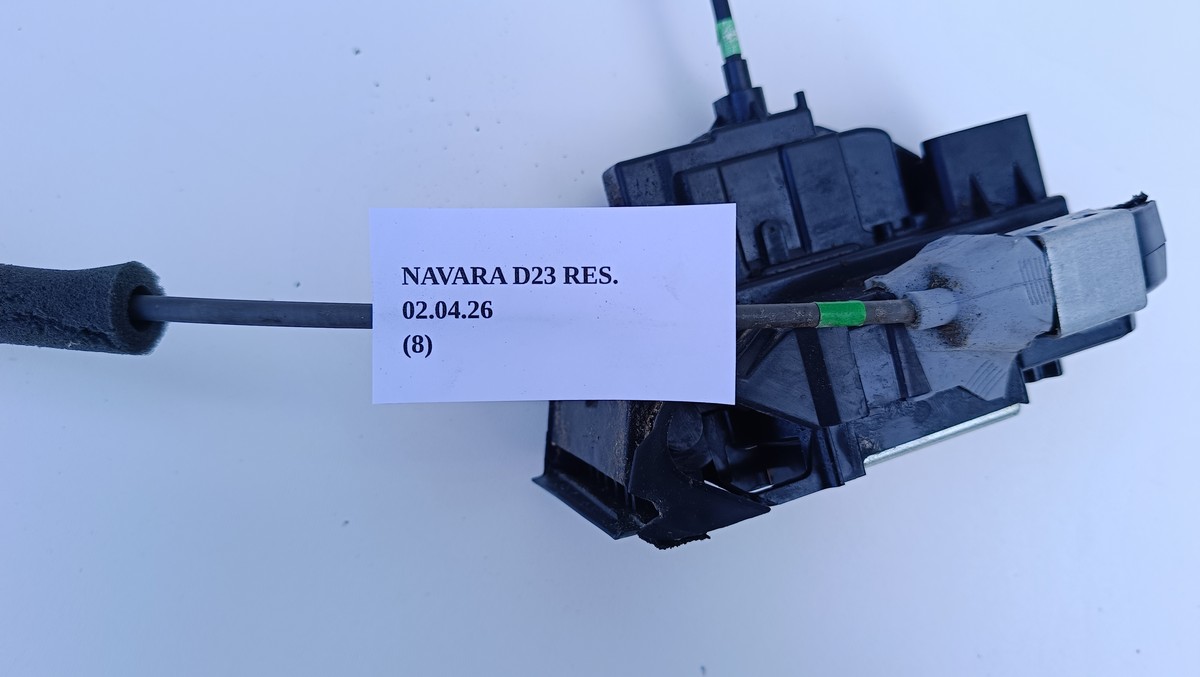 NAVARA D23 RES.
02.04.26
(8)